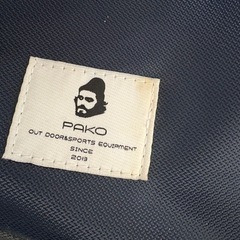 PAKO
OUT DOOR&SPORTS EQUIPMENT
SINCE
2013